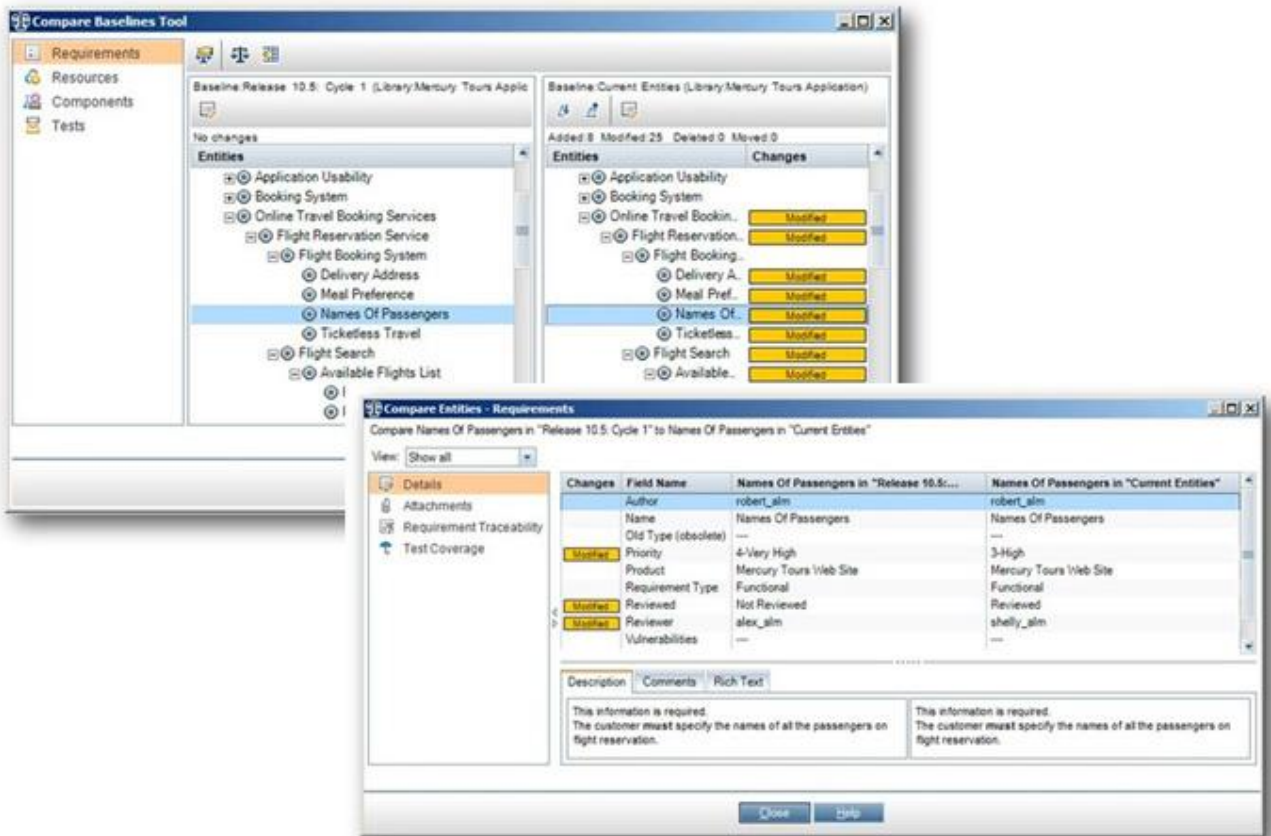 Compare Baselines Tool
Requirements
Resources
Components
Tests
Baseline:Release 10.5: Cycle 1 (Library:Mercury Tours Applic
No changes
Entities
Application Usability
Booking System
Online Travel Booking Services
Flight Reservation Service
Flight Booking System
Delivery Address
Meal Preference
Names Of Passengers
Ticketless Travel
Flight Search
Available Flights List
Baseline:Current Entities (Library:Mercury Tours Application)
Added:8 Modified:25 Deleted:0 Moved:0
Entities Changes
Application Usability
Booking System
Online Travel Bookin.. Modified
Flight Reservation.. Modified
Flight Booking..
Delivery A.. Modified
Meal Pref.. Modified
Names Of.. Modified
Ticketless.. Modified
Flight Search Modified
Available.. Modified
Compare Entities - Requirements
Compare Names Of Passengers in "Release 10.5: Cycle 1" to Names Of Passengers in "Current Entities"
View: Show all
Details
Attachments
Requirement Traceability
Test Coverage
Changes Field Name Names Of Passengers in "Release 10.5:... Names Of Passengers in "Current Entities"
Author robert_alm robert_alm
Name Names Of Passengers Names Of Passengers
Old Type (obsolete) --- ---
Modified Priority 4-Very High 3-High
Product Mercury Tours Web Site Mercury Tours Web Site
Requirement Type Functional Functional
Modified Reviewed Not Reviewed Reviewed
Modified Reviewer alex_alm shelly_alm
Vulnerabilities --- ---
Description Comments Rich Text
This information is required.
The customer must specify the names of all the passengers on
flight reservation.
This information is required.
The customer must specify the names of all the passengers on
flight reservation.
Close Help